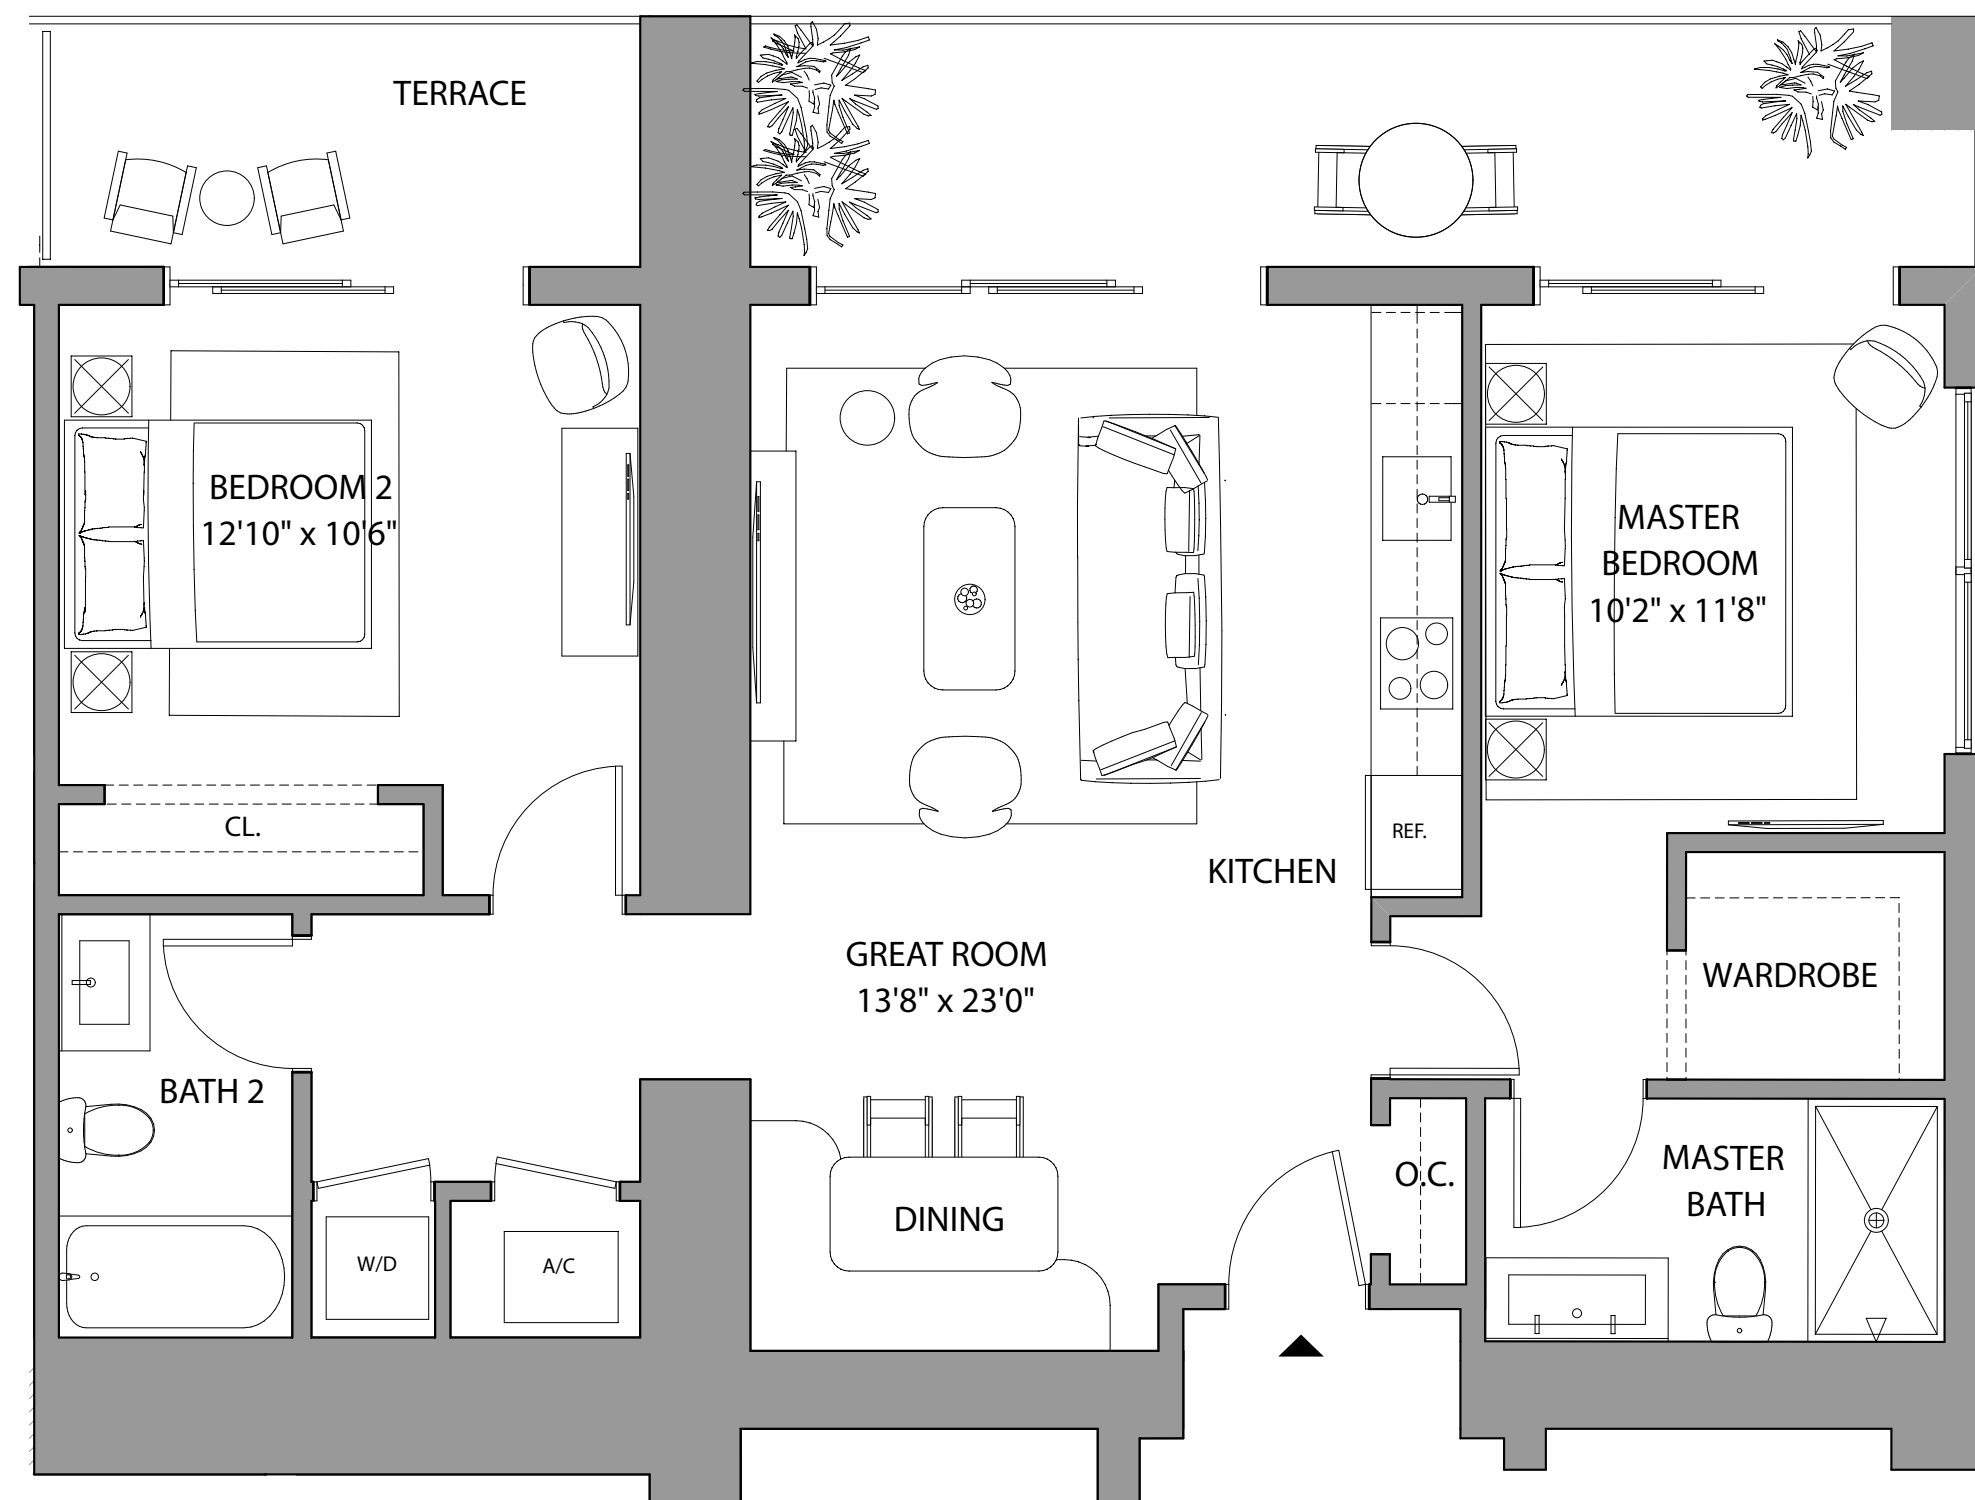 TERRACE
BEDROOM 2
12'10" x 10'6"
MASTER
BEDROOM
10'2" x 11'8"
CL.
REF.
KITCHEN
GREAT ROOM
13'8" x 23'0"
WARDROBE
BATH 2
O.C.
MASTER
BATH
DINING
W/D
A/C